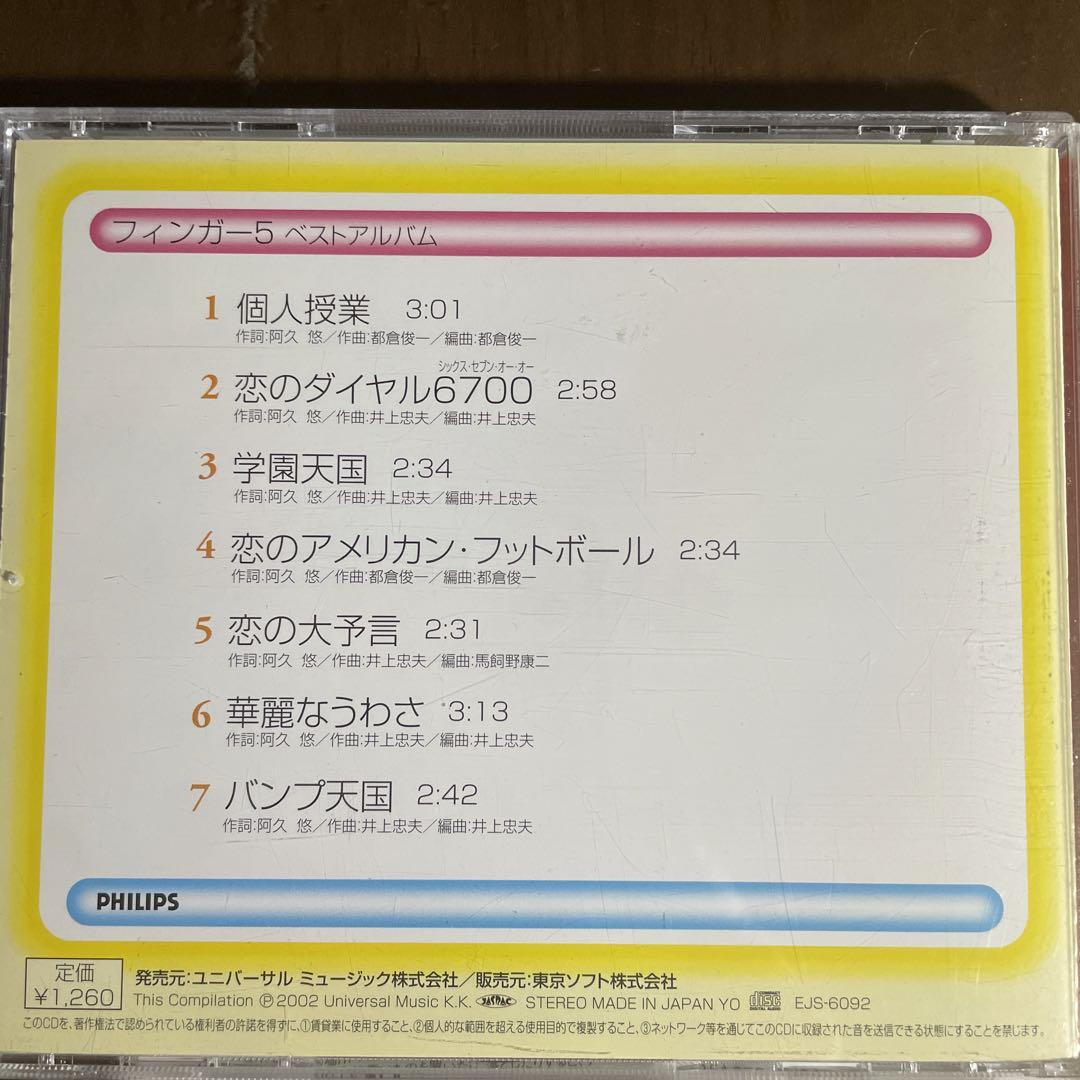 フィンガー5 ベストアルバム
1 個人授業 3:01
作詞:阿久 悠／作曲:都倉俊一／編曲:都倉俊一
シックス・セブン・オー・オー
2 恋のダイヤル6700 2:58
作詞:阿久 悠／作曲:井上忠夫／編曲:井上忠夫
3 学園天国 2:34
作詞:阿久 悠／作曲:井上忠夫／編曲:井上忠夫
4 恋のアメリカン・フットボール 2:34
作詞:阿久 悠／作曲:都倉俊一／編曲:都倉俊一
5 恋の大予言 2:31
作詞:阿久 悠／作曲:井上忠夫／編曲:馬飼野康二
6 華麗なうわさ 3:13
作詞:阿久 悠／作曲:井上忠夫／編曲:井上忠夫
7 バンプ天国 2:42
作詞:阿久 悠／作曲:井上忠夫／編曲:井上忠夫
PHILIPS
定価
¥1,260
発売元:ユニバーサル ミュージック株式会社／販売元:東京ソフト株式会社
This Compilation ℗2002 Universal Music K.K. JASRAC STEREO MADE IN JAPAN YO disc DIGITAL AUDIO EJS-6092
このCDを、著作権法で認められている権利者の許諾を得ずに、①賃貸業に使用すること、②個人的な範囲を超える使用目的で複製すること、③ネットワーク等を通じてこのCDに収録された音を送信できる状態にすることを禁じます。